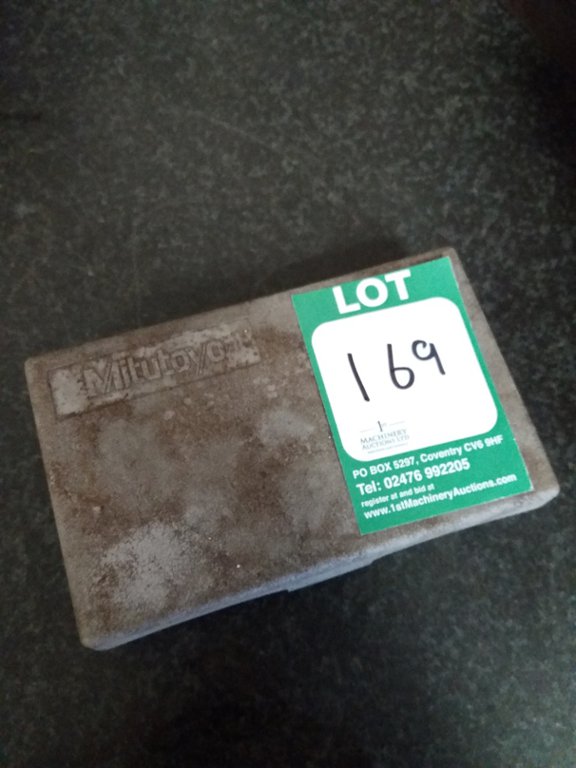 Mitutoyo
LOT
169
1st
MACHINERY
AUCTIONS LTD
PO BOX 5297, Coventry CV6 9HF
Tel: 02476 992205
register at and bid at
www.1stMachineryAuctions.com